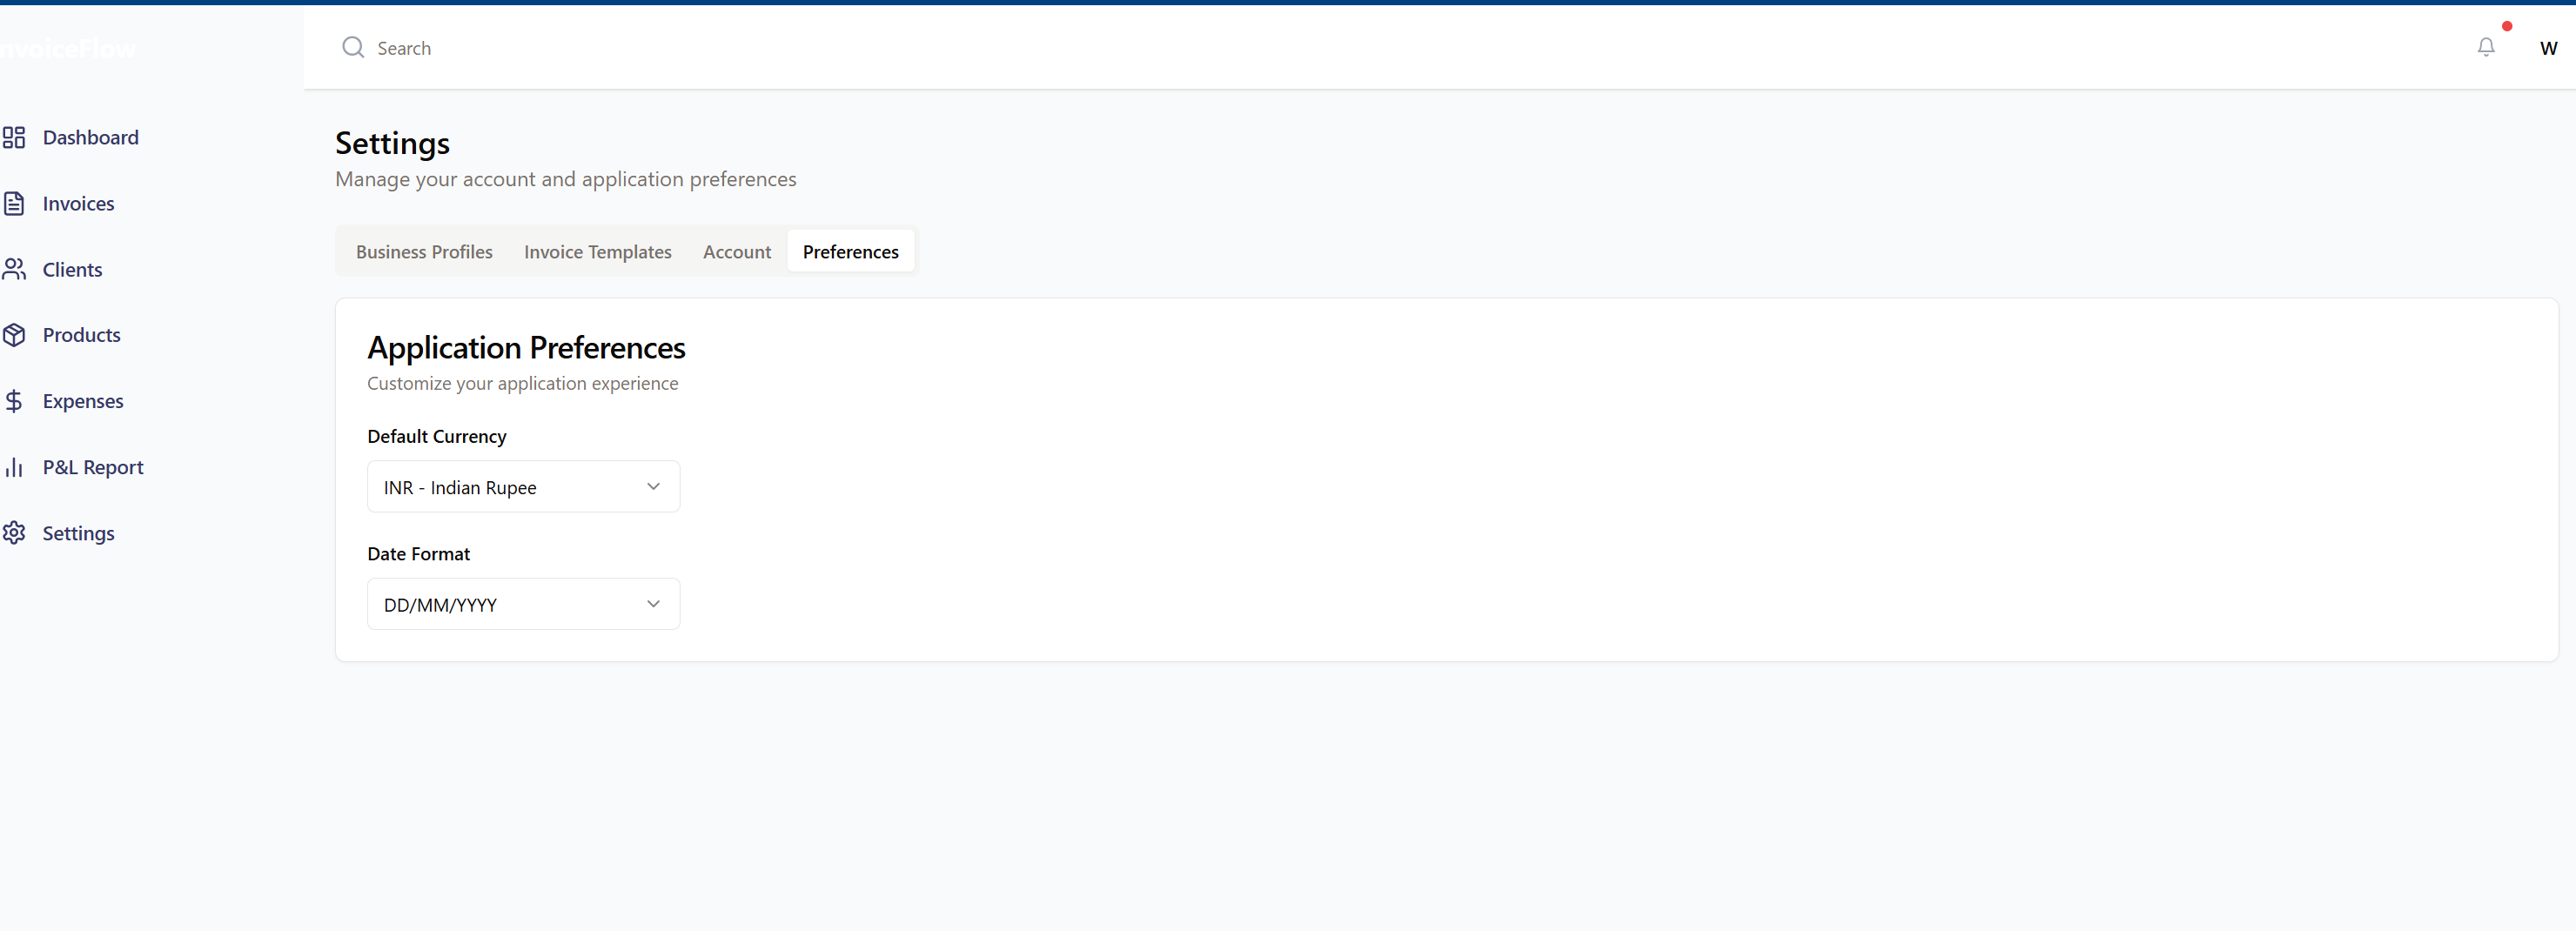 nvoiceFlow
Search
W
Dashboard
Invoices
Clients
Products
Expenses
P&L Report
Settings
Settings
Manage your account and application preferences
Business Profiles
Invoice Templates
Account
Preferences
Application Preferences
Customize your application experience
Default Currency
INR - Indian Rupee
Date Format
DD/MM/YYYY